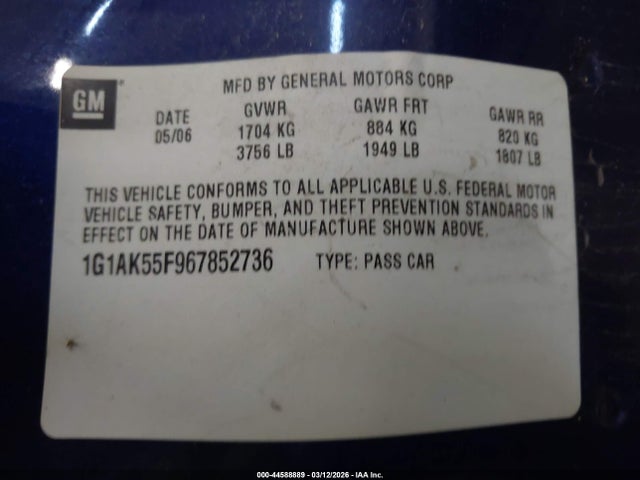 GM
MFD BY GENERAL MOTORS CORP
DATE GVWR GAWR FRT GAWR RR
05/06 1704 KG 884 KG 820 KG
3756 LB 1949 LB 1807 LB
THIS VEHICLE CONFORMS TO ALL APPLICABLE U.S. FEDERAL MOTOR
VEHICLE SAFETY, BUMPER, AND THEFT PREVENTION STANDARDS IN
EFFECT ON THE DATE OF MANUFACTURE SHOWN ABOVE.
1G1AK55F967852736 TYPE: PASS CAR
000-44588889 - 03/12/2026 - IAA Inc.